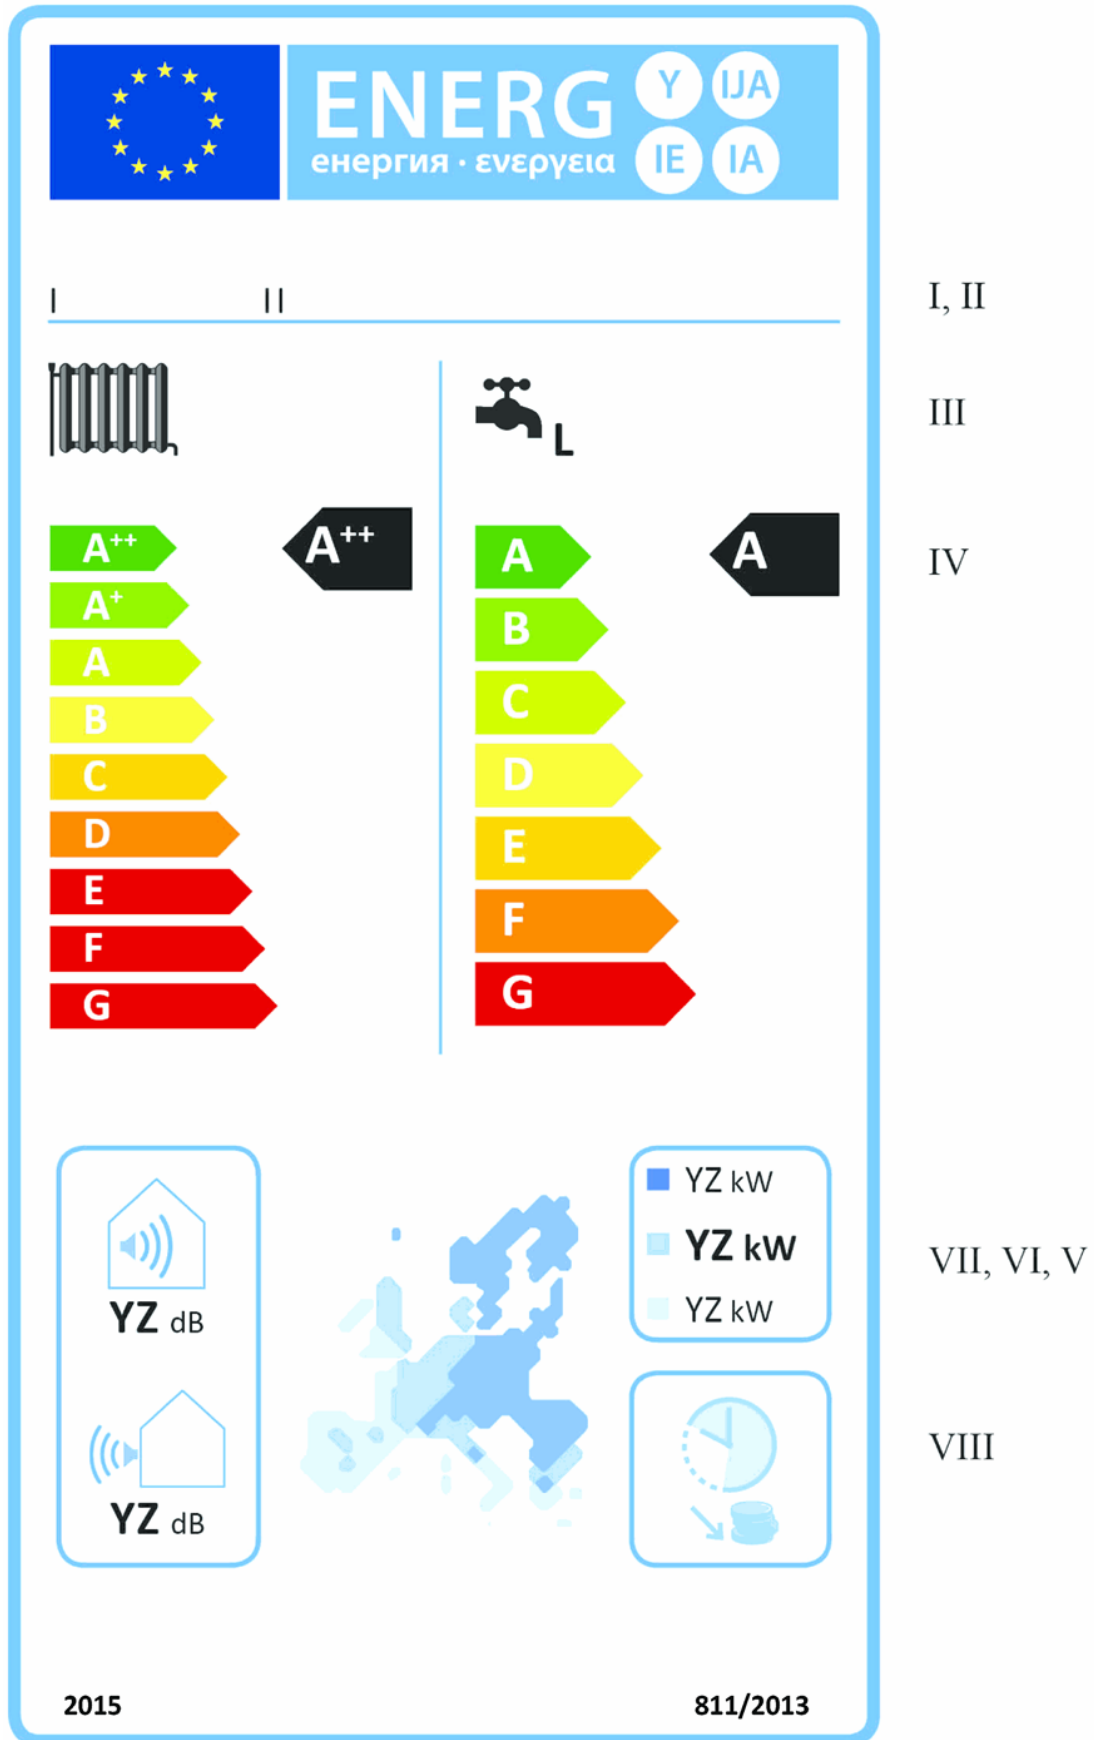 ENERG Y IJA
енергия · ενεργεια IE IA
I II
I, II
III
L
A++ A++
A+
A
B
C
D
E
F
G
A A
B
C
D
E
F
G
IV
YZ dB
YZ dB
YZ kW
YZ kW
YZ kW
VII, VI, V
VIII
2015 811/2013